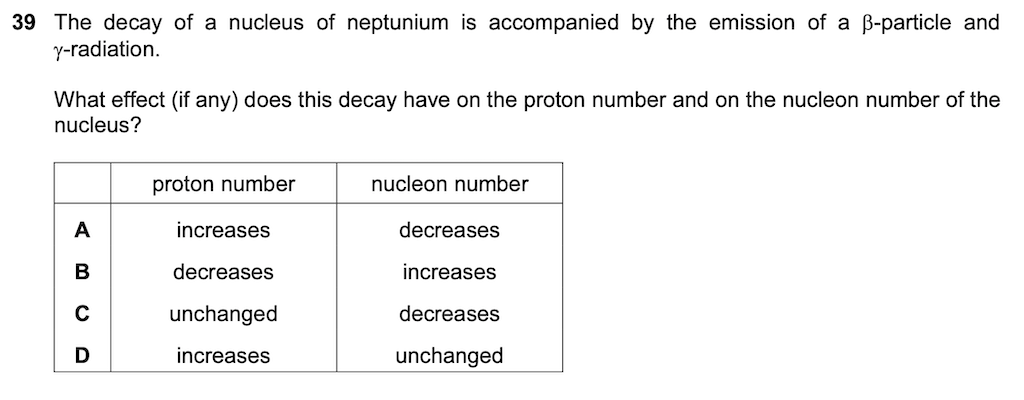 39 The decay of a nucleus of neptunium is accompanied by the emission of a β-particle and
γ-radiation.
What effect (if any) does this decay have on the proton number and on the nucleon number of the
nucleus?
proton number nucleon number
A increases decreases
B decreases increases
C unchanged decreases
D increases unchanged